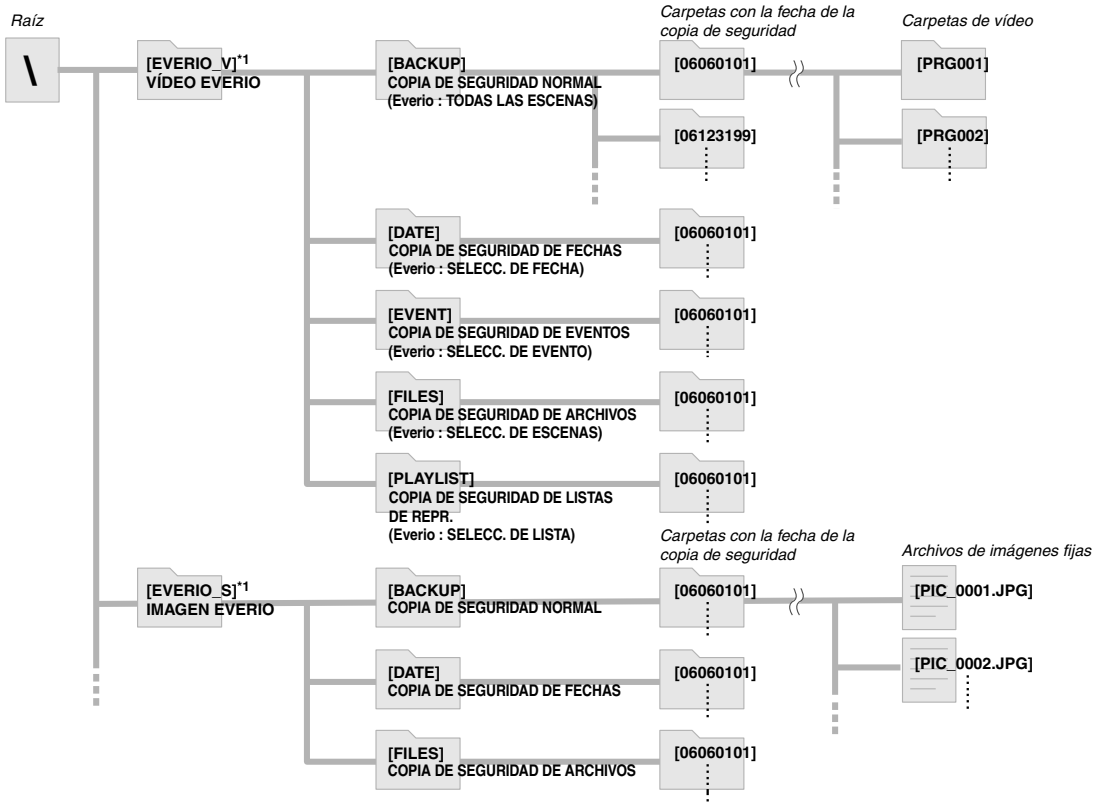 Raíz
\
[EVERIO_V]*1
VÍDEO EVERIO
[BACKUP]
COPIA DE SEGURIDAD NORMAL
(Everio : TODAS LAS ESCENAS)
Carpetas con la fecha de la
copia de seguridad
[06060101]
[06123199]
Carpetas de vídeo
[PRG001]
[PRG002]
[DATE]
COPIA DE SEGURIDAD DE FECHAS
(Everio : SELECC. DE FECHA)
[06060101]
[EVENT]
COPIA DE SEGURIDAD DE EVENTOS
(Everio : SELECC. DE EVENTO)
[06060101]
[FILES]
COPIA DE SEGURIDAD DE ARCHIVOS
(Everio : SELECC. DE ESCENAS)
[06060101]
[PLAYLIST]
COPIA DE SEGURIDAD DE LISTAS
DE REPR.
(Everio : SELECC. DE LISTA)
[06060101]
[EVERIO_S]*1
IMAGEN EVERIO
[BACKUP]
COPIA DE SEGURIDAD NORMAL
Carpetas con la fecha de la
copia de seguridad
[06060101]
Archivos de imágenes fijas
[PIC_0001.JPG]
[PIC_0002.JPG]
[DATE]
COPIA DE SEGURIDAD DE FECHAS
[06060101]
[FILES]
COPIA DE SEGURIDAD DE ARCHIVOS
[06060101]